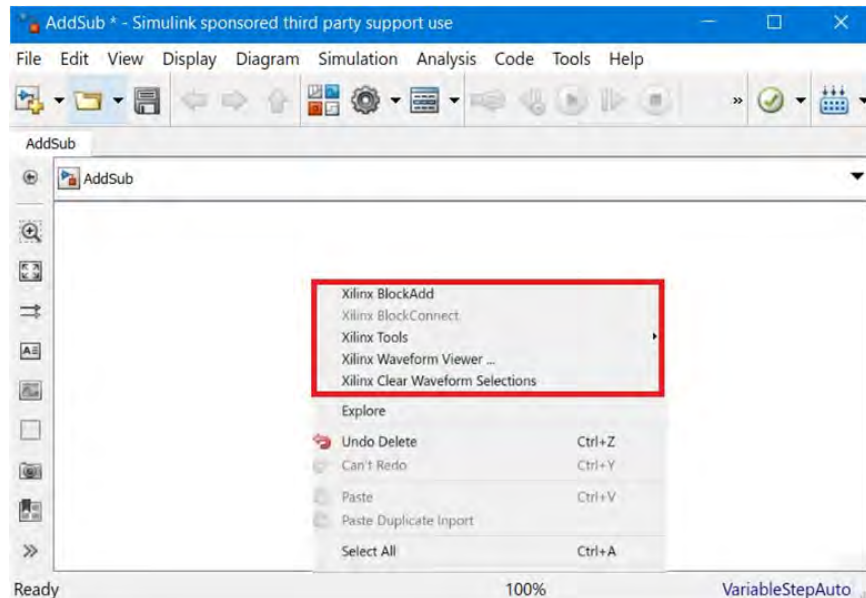 AddSub * - Simulink sponsored third party support use
File Edit View Display Diagram Simulation Analysis Code Tools Help
»
AddSub
AddSub
Xilinx BlockAdd
Xilinx BlockConnect
Xilinx Tools
Xilinx Waveform Viewer ...
Xilinx Clear Waveform Selections
Explore
Undo Delete Ctrl+Z
Can't Redo Ctrl+Y
Paste Ctrl+V
Paste Duplicate Inport
Select All Ctrl+A
Ready 100% VariableStepAuto